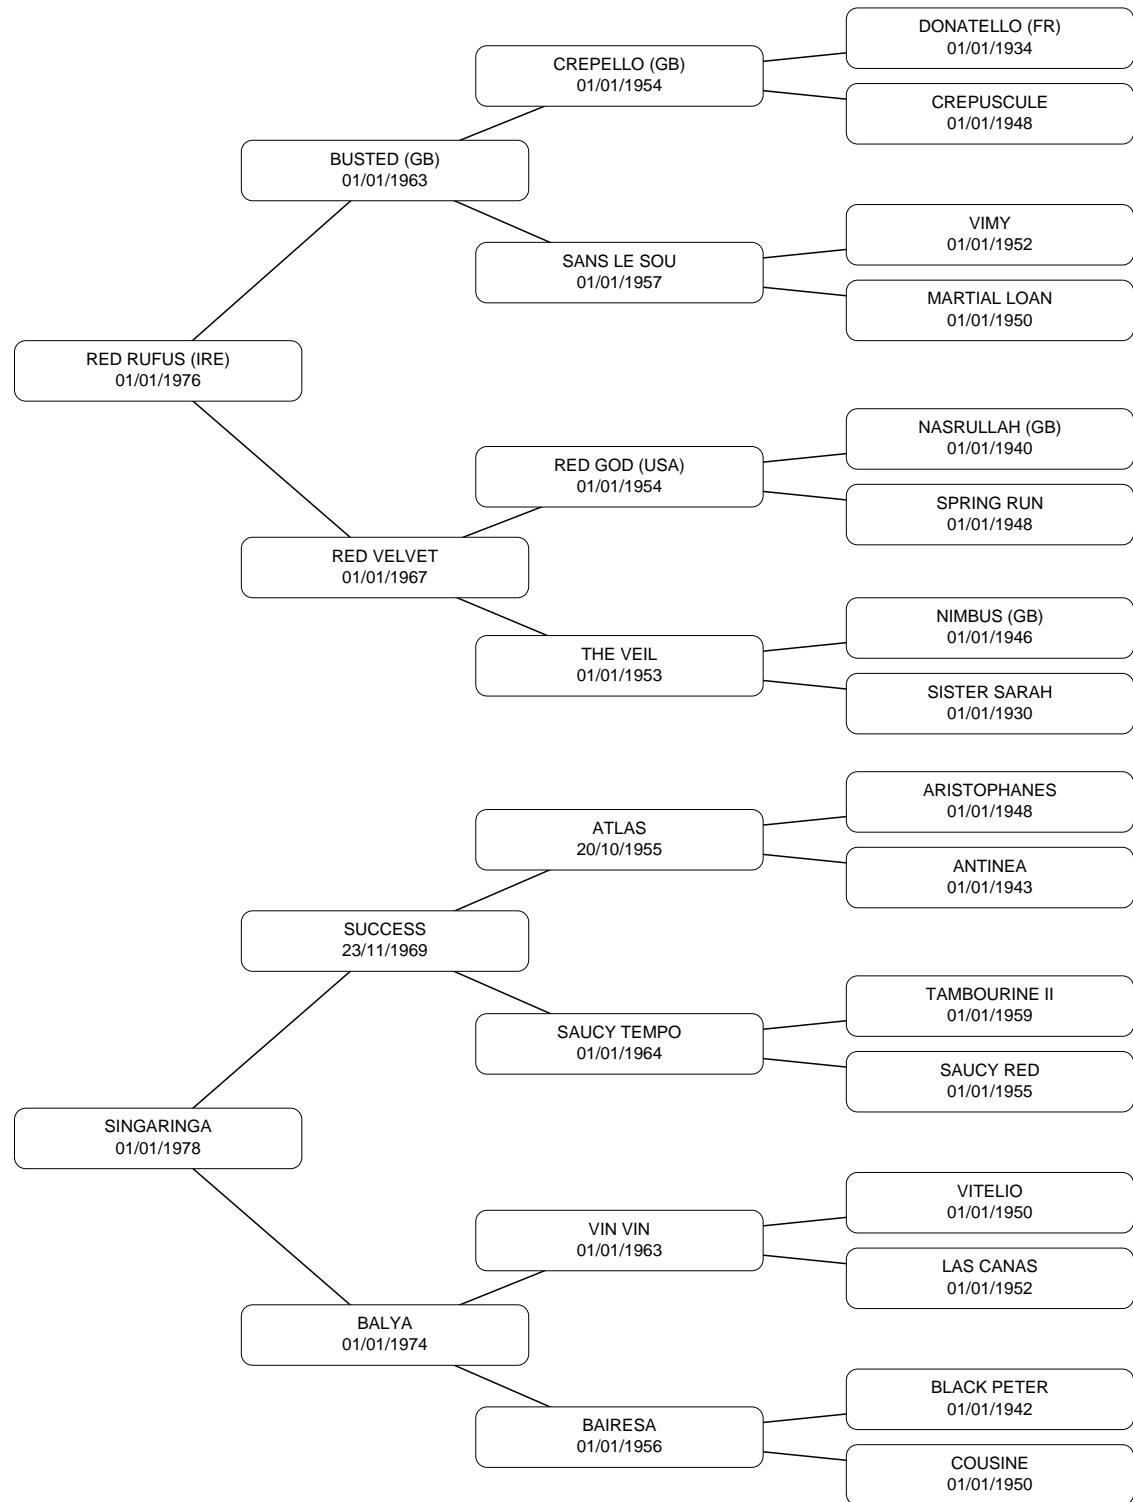 DONATELLO (FR)
01/01/1934
CREPELLO (GB)
01/01/1954
CREPUSCULE
01/01/1948
BUSTED (GB)
01/01/1963
VIMY
01/01/1952
SANS LE SOU
01/01/1957
MARTIAL LOAN
01/01/1950
RED RUFUS (IRE)
01/01/1976
NASRULLAH (GB)
01/01/1940
RED GOD (USA)
01/01/1954
SPRING RUN
01/01/1948
RED VELVET
01/01/1967
NIMBUS (GB)
01/01/1946
THE VEIL
01/01/1953
SISTER SARAH
01/01/1930
ARISTOPHANES
01/01/1948
ATLAS
20/10/1955
ANTINEA
01/01/1943
SUCCESS
23/11/1969
TAMBOURINE II
01/01/1959
SAUCY TEMPO
01/01/1964
SAUCY RED
01/01/1955
SINGARINGA
01/01/1978
VITELIO
01/01/1950
VIN VIN
01/01/1963
LAS CANAS
01/01/1952
BALYA
01/01/1974
BLACK PETER
01/01/1942
BAIRESA
01/01/1956
COUSINE
01/01/1950